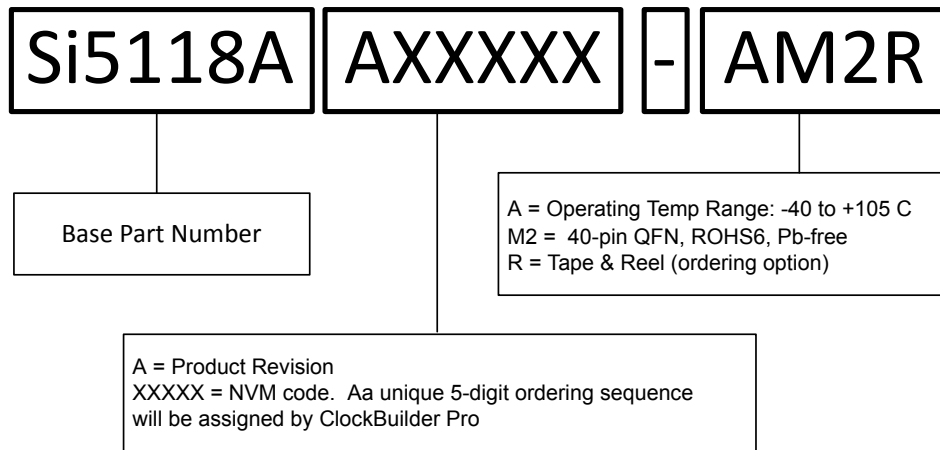 Si5118A AXXXXX - AM2R
Base Part Number
A = Operating Temp Range: -40 to +105 C
M2 = 40-pin QFN, ROHS6, Pb-free
R = Tape & Reel (ordering option)
A = Product Revision
XXXXX = NVM code. Aa unique 5-digit ordering sequence
will be assigned by ClockBuilder Pro